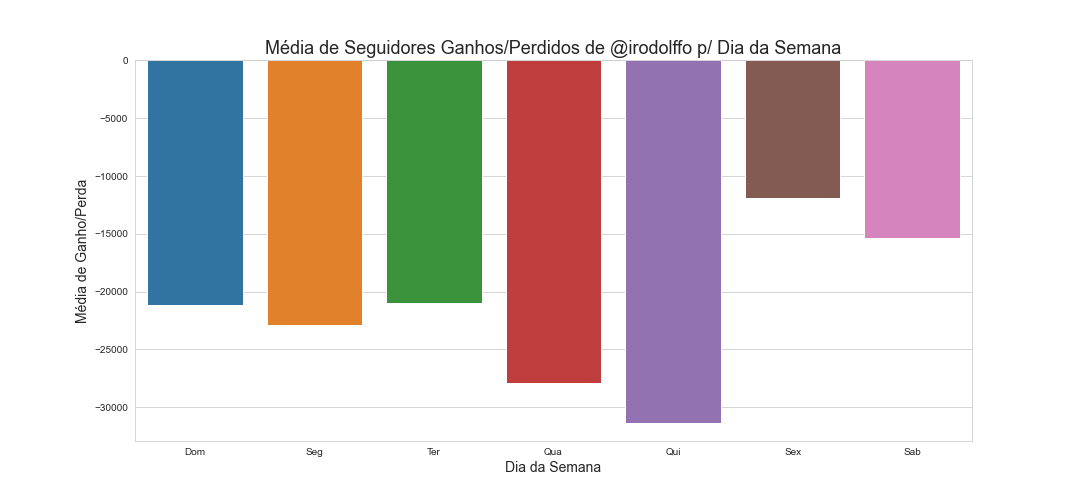 Média de Seguidores Ganhos/Perdidos de @irodolffo p/ Dia da Semana
Média de Ganho/Perda
0
−5000
−10000
−15000
−20000
−25000
−30000
Dom Seg Ter Qua Qui Sex Sab
Dia da Semana